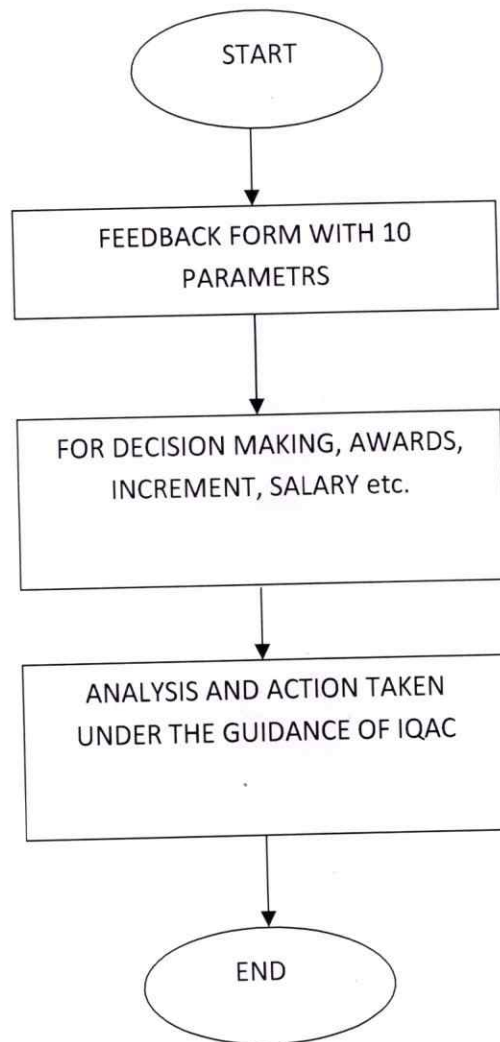 START
FEEDBACK FORM WITH 10
PARAMETRS
FOR DECISION MAKING, AWARDS,
INCREMENT, SALARY etc.
ANALYSIS AND ACTION TAKEN
UNDER THE GUIDANCE OF IQAC
END